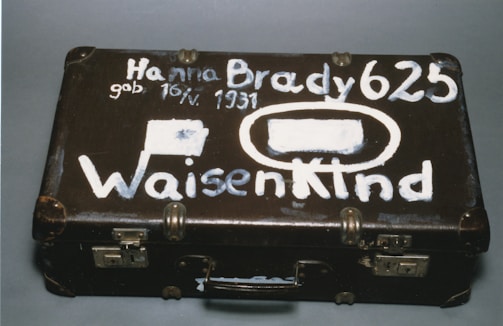 Hanna Brady 625
geb. 16/V. 1931
WaisenKInd